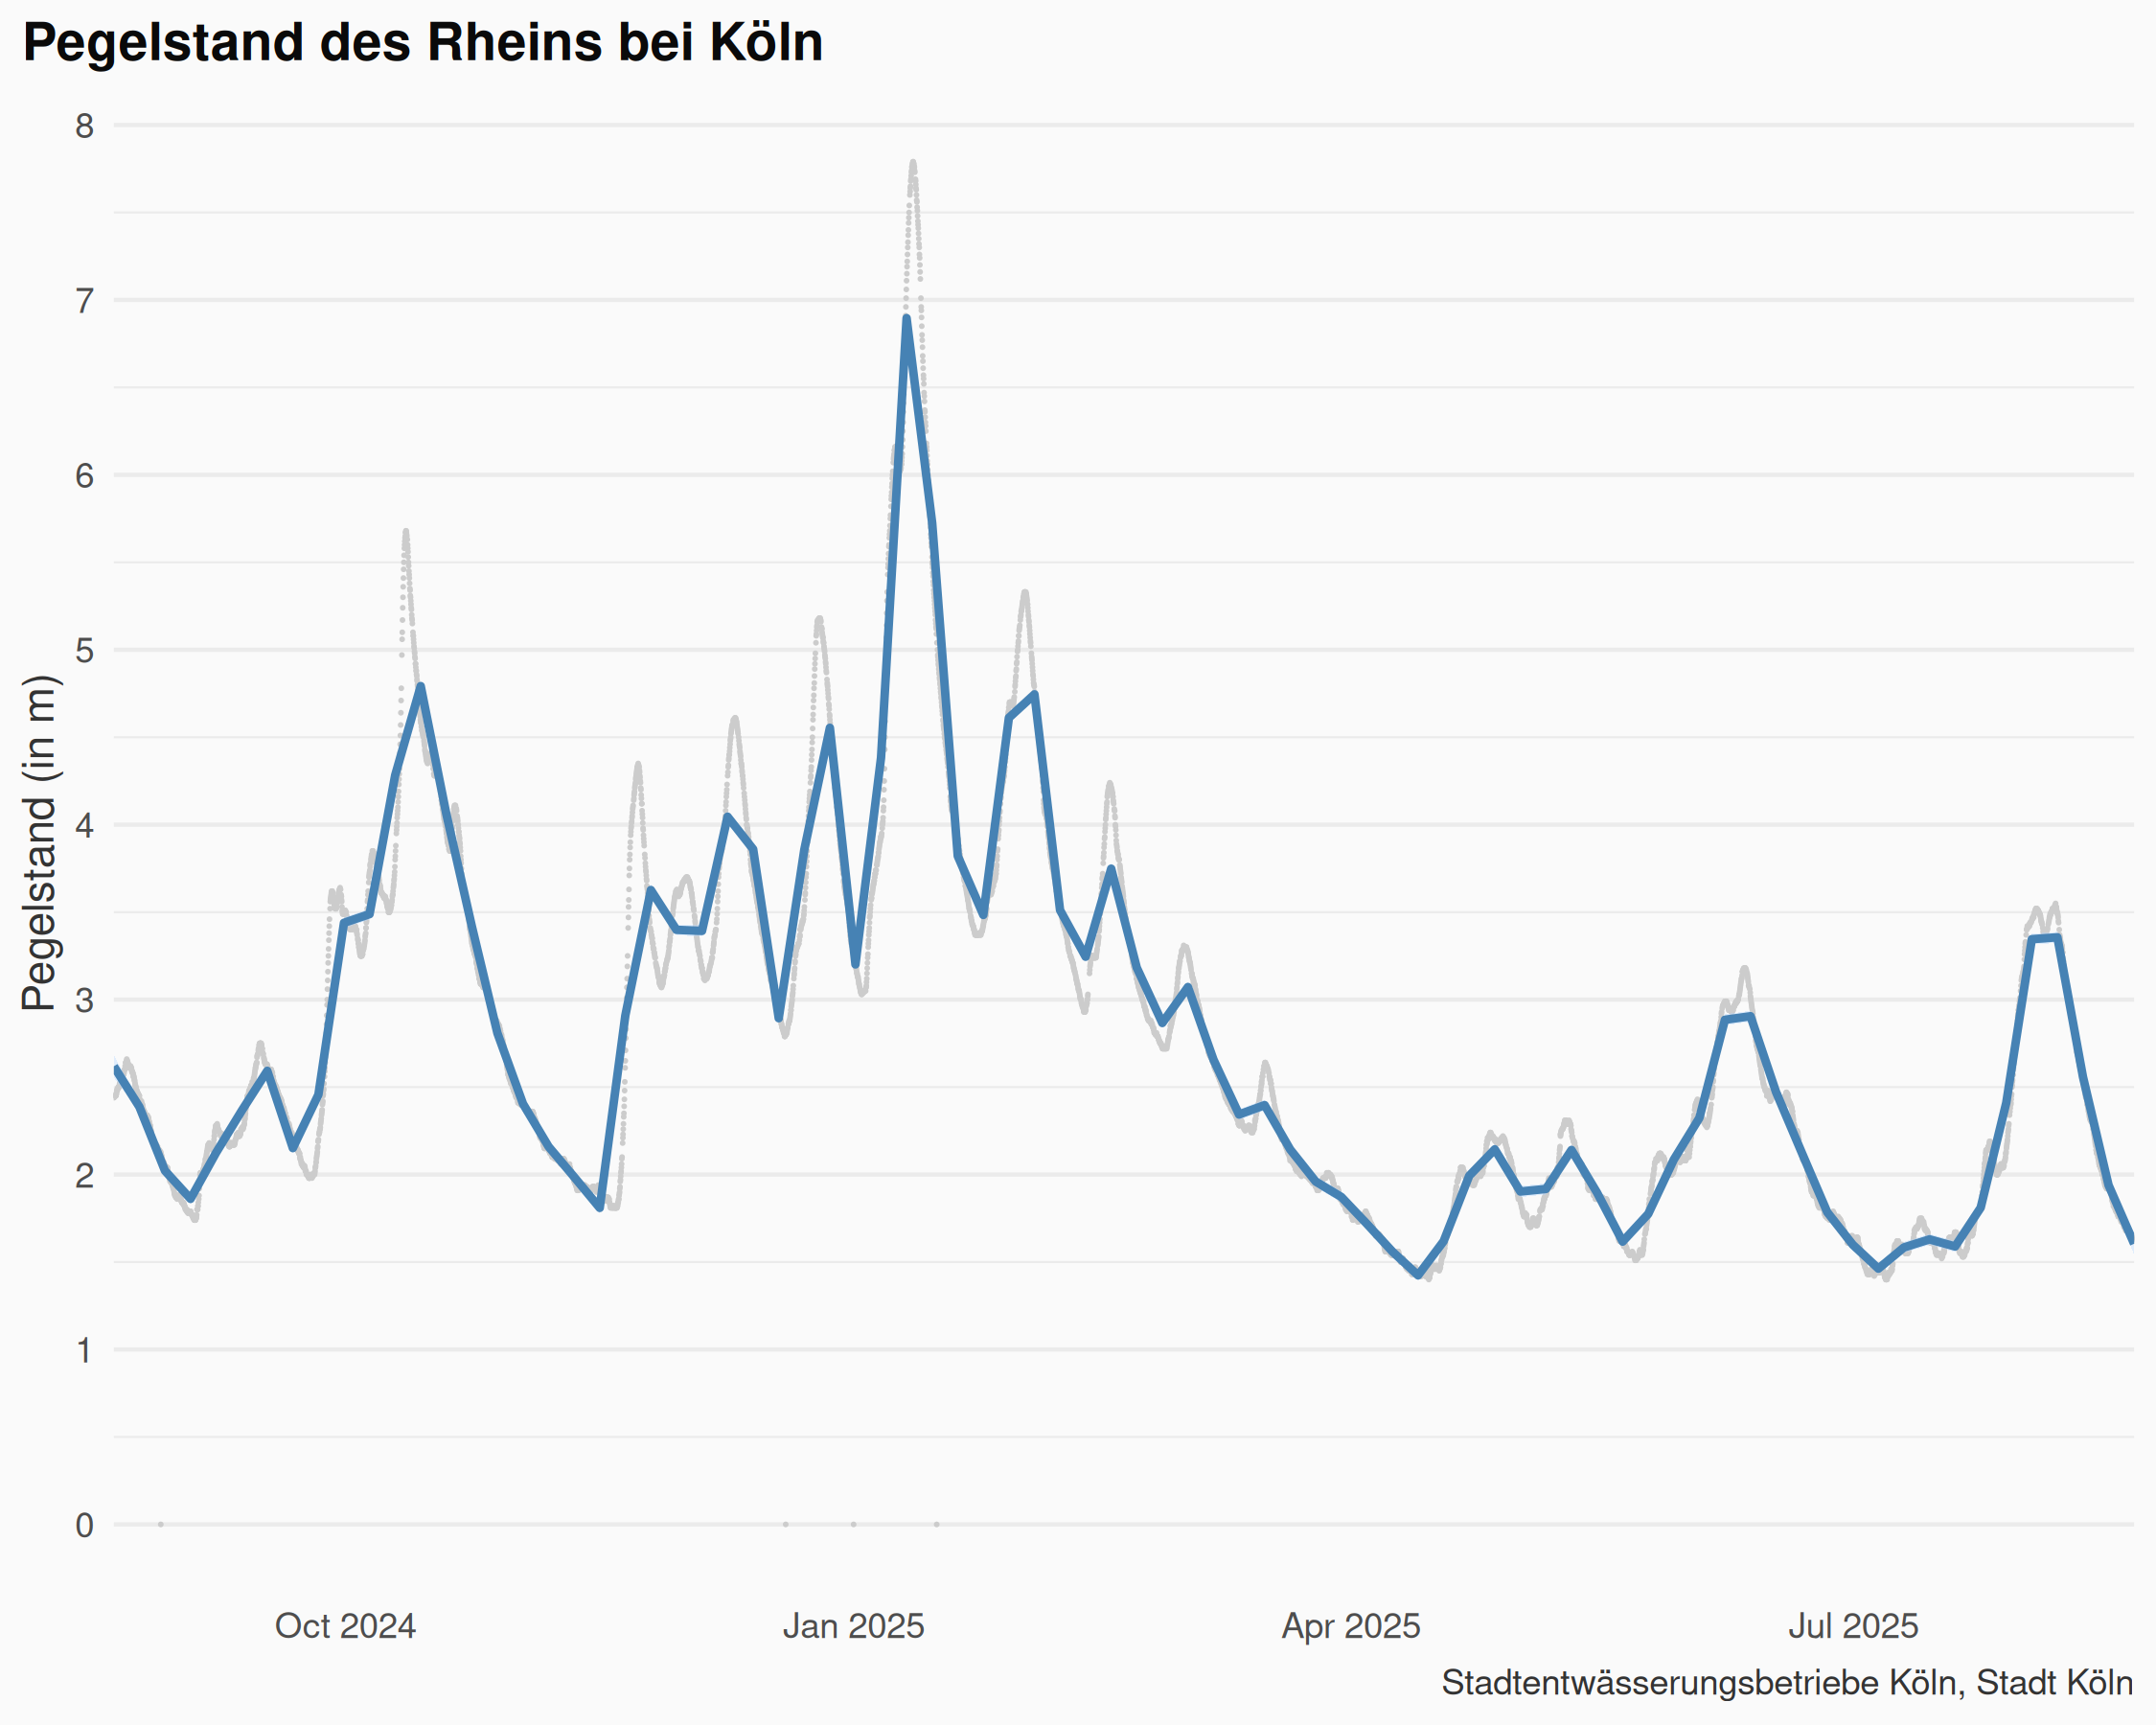 Pegelstand des Rheins bei Köln
Pegelstand (in m)
8
7
6
5
4
3
2
1
0
Oct 2024
Jan 2025
Apr 2025
Jul 2025
Stadtentwässerungsbetriebe Köln, Stadt Köln